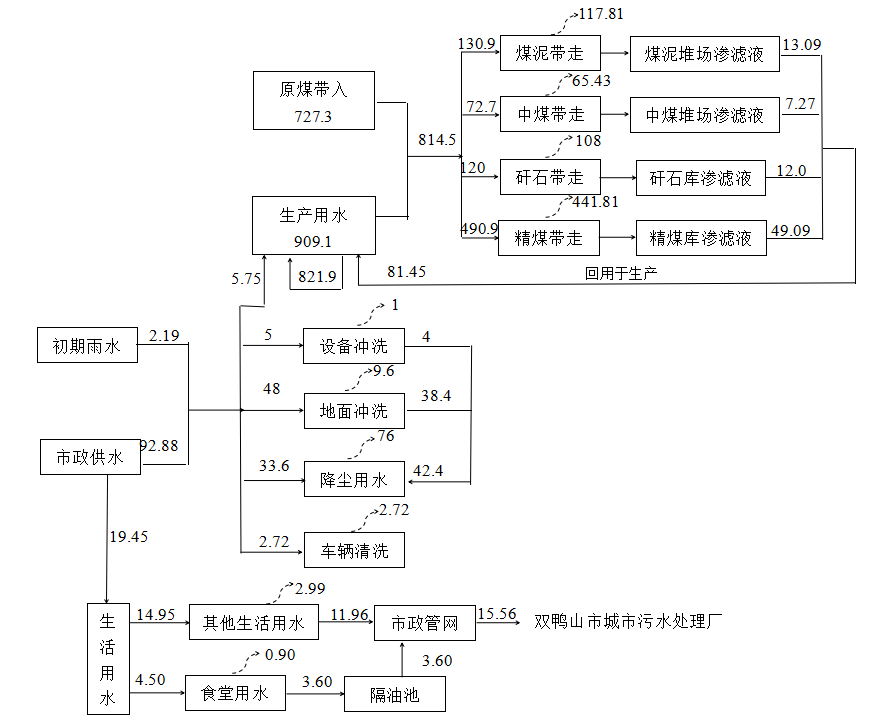 117.81
130.9
煤泥带走
煤泥堆场渗滤液
13.09
65.43
原煤带入
727.3
72.7
中煤带走
中煤堆场渗滤液
7.27
814.5
108
120
矸石带走
矸石库渗滤液
12.0
441.81
生产用水
909.1
490.9
精煤带走
精煤库渗滤液
49.09
5.75
821.9
81.45
回用于生产
1
初期雨水
2.19
5
设备冲洗
4
9.6
48
地面冲洗
38.4
76
市政供水
92.88
33.6
降尘用水
42.4
2.72
19.45
2.72
车辆清洗
2.99
生活用水
14.95
其他生活用水
11.96
市政管网
15.56
双鸭山市城市污水处理厂
0.90
3.60
4.50
食堂用水
3.60
隔油池